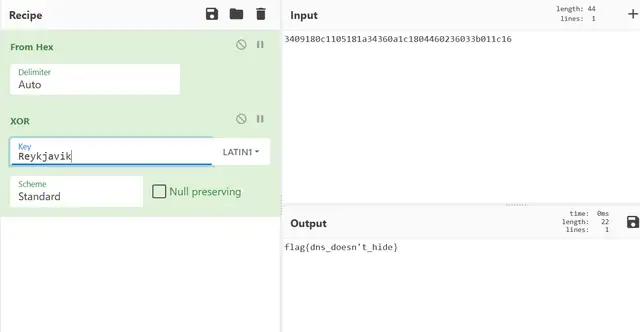 Recipe
From Hex
Delimiter
Auto
XOR
Key
Reykjavik
LATIN1
Scheme
Standard
Null preserving
Input
length: 44
lines: 1
3409180c1105181a34360a1c1804460236033b011c16
Output
time: 0ms
length: 22
lines: 1
flag{dns_doesn't_hide}